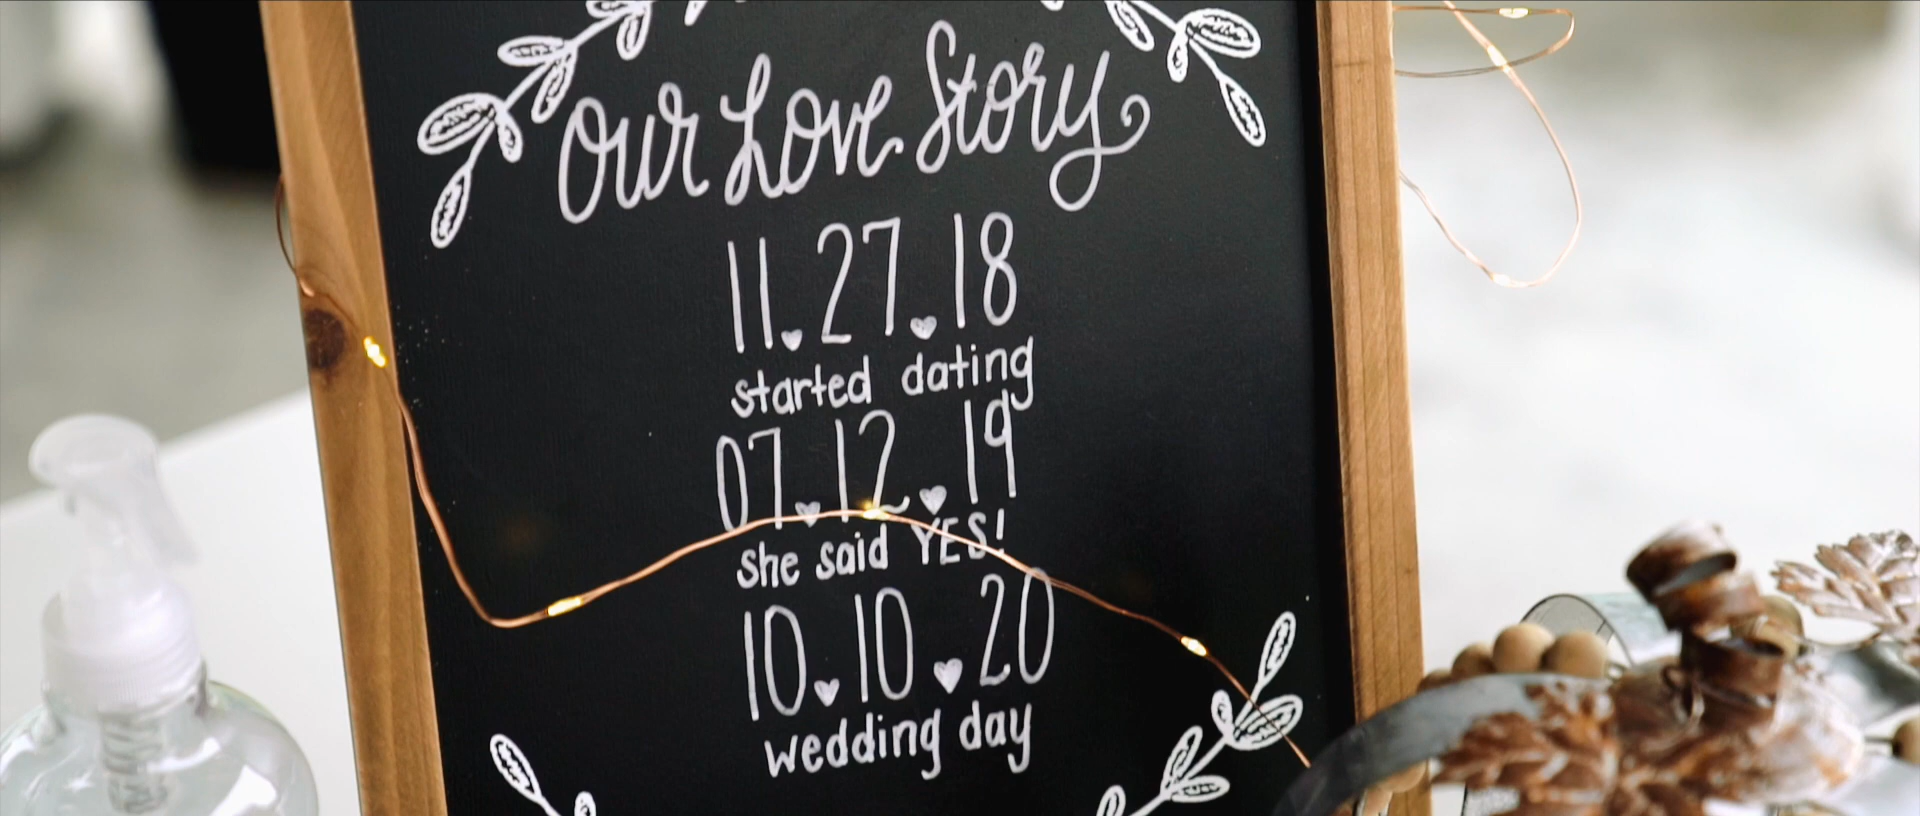 Our Love Story
11.27.18
started dating
07.12.19
she said YES!
10.10.20
wedding day